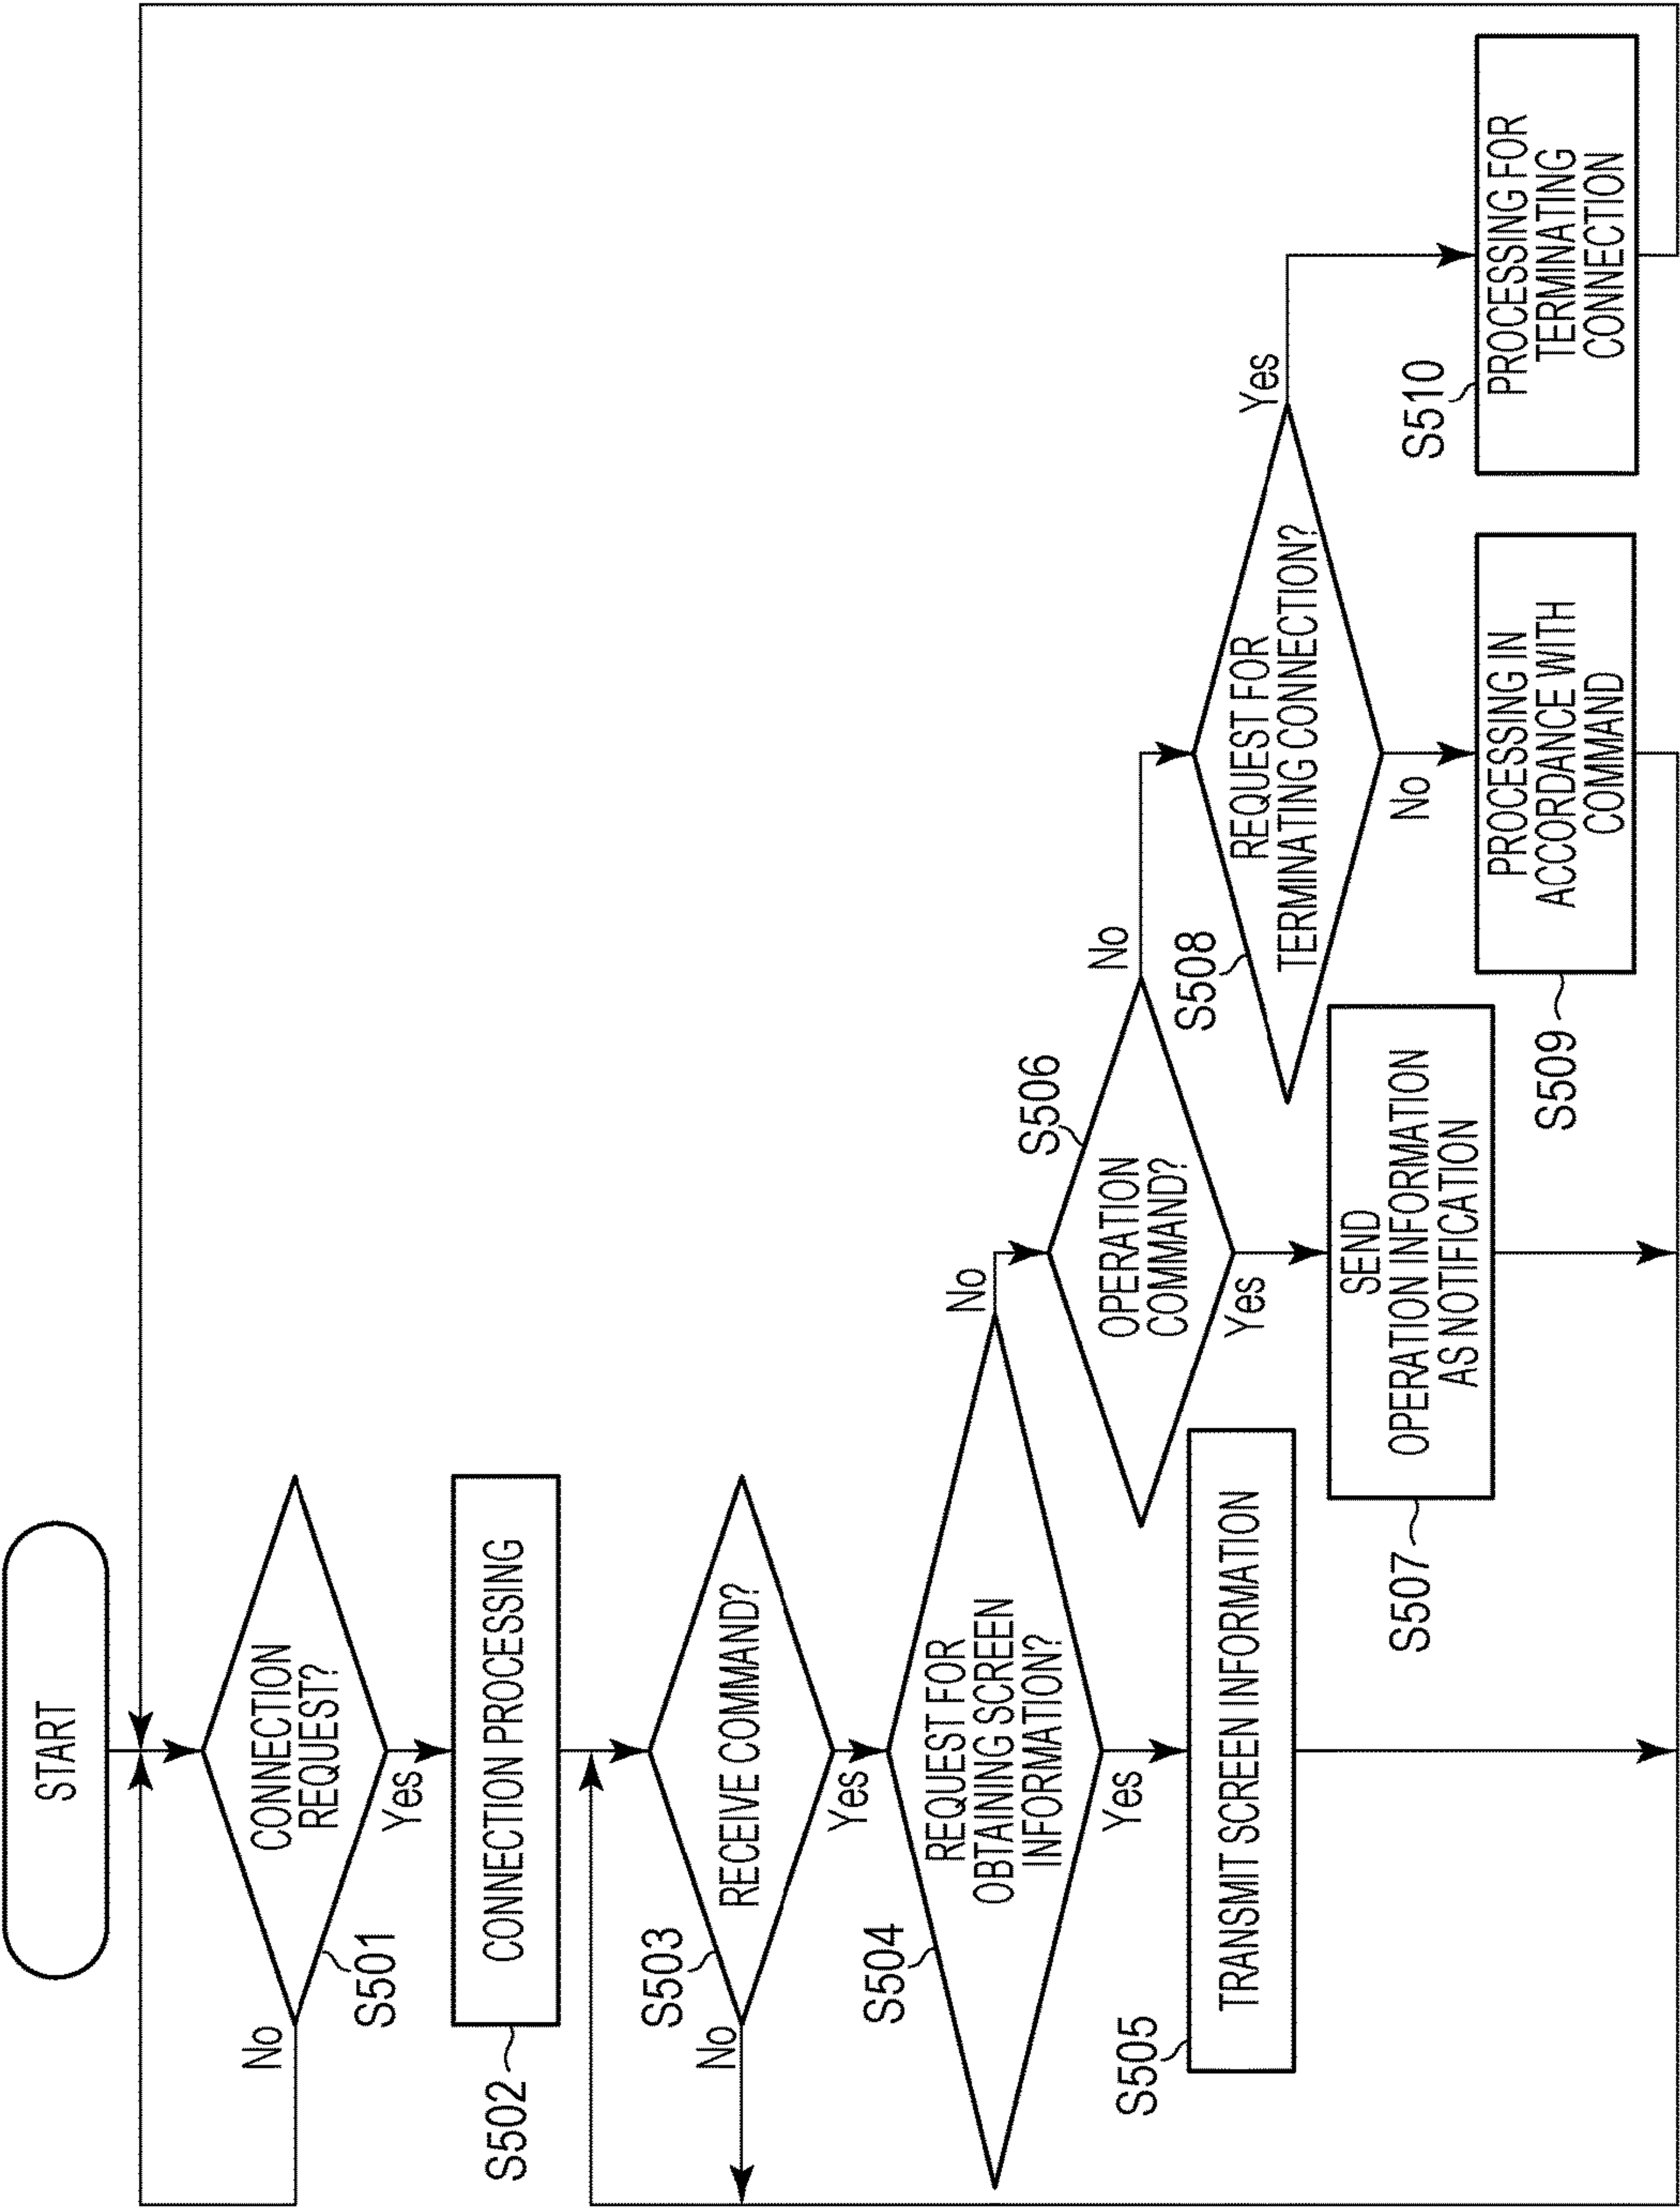 START
CONNECTION
REQUEST?
No
Yes
S501
CONNECTION PROCESSING
S502
RECEIVE COMMAND?
S503
No
Yes
REQUEST FOR
OBTAINING SCREEN
INFORMATION?
S504
No
Yes
TRANSMIT SCREEN INFORMATION
S505
OPERATION
COMMAND?
S506
No
Yes
SEND
OPERATION INFORMATION
AS NOTIFICATION
S507
REQUEST FOR
TERMINATING CONNECTION?
S508
Yes
No
PROCESSING IN
ACCORDANCE WITH
COMMAND
S509
PROCESSING FOR
TERMINATING
CONNECTION
S510